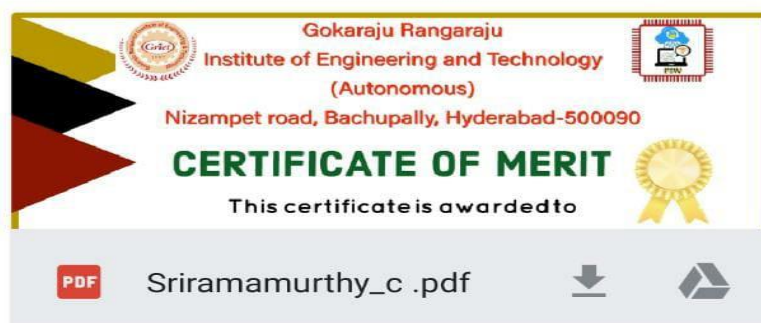 Gokaraju Rangaraju
Institute of Engineering and Technology
(Autonomous)
Nizampet road, Bachupally, Hyderabad-500090
CERTIFICATE OF MERIT
This certificate is awarded to
PDF
Sriramamurthy_c .pdf